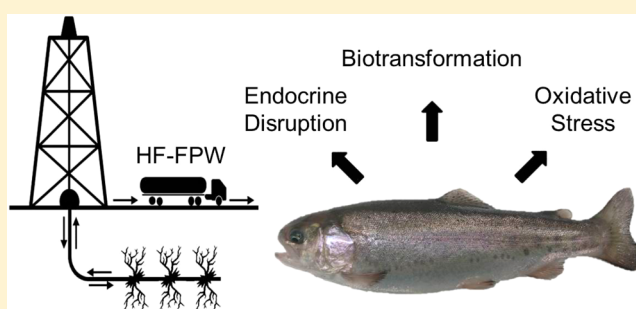 Biotransformation
Endocrine
Disruption
Oxidative
Stress
HF-FPW